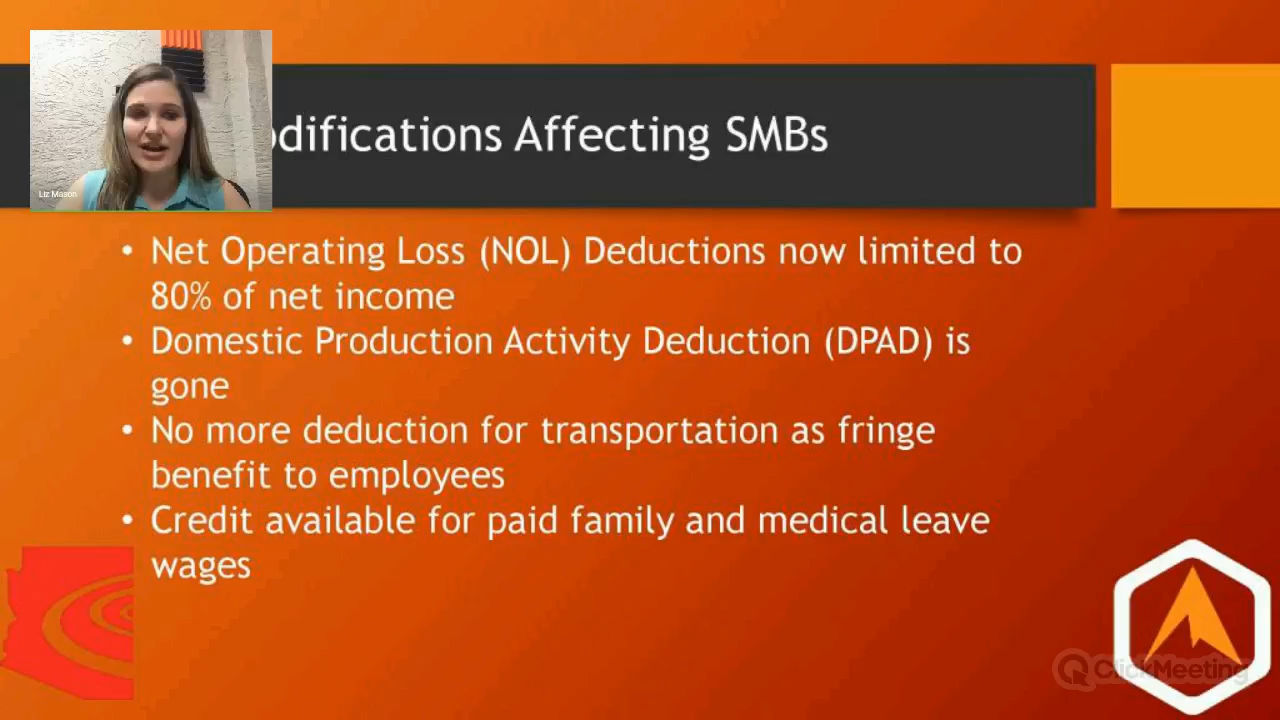 odifications Affecting SMBs
Liz Mason
• Net Operating Loss (NOL) Deductions now limited to
80% of net income
• Domestic Production Activity Deduction (DPAD) is
gone
• No more deduction for transportation as fringe
benefit to employees
• Credit available for paid family and medical leave
wages
ClickMeeting